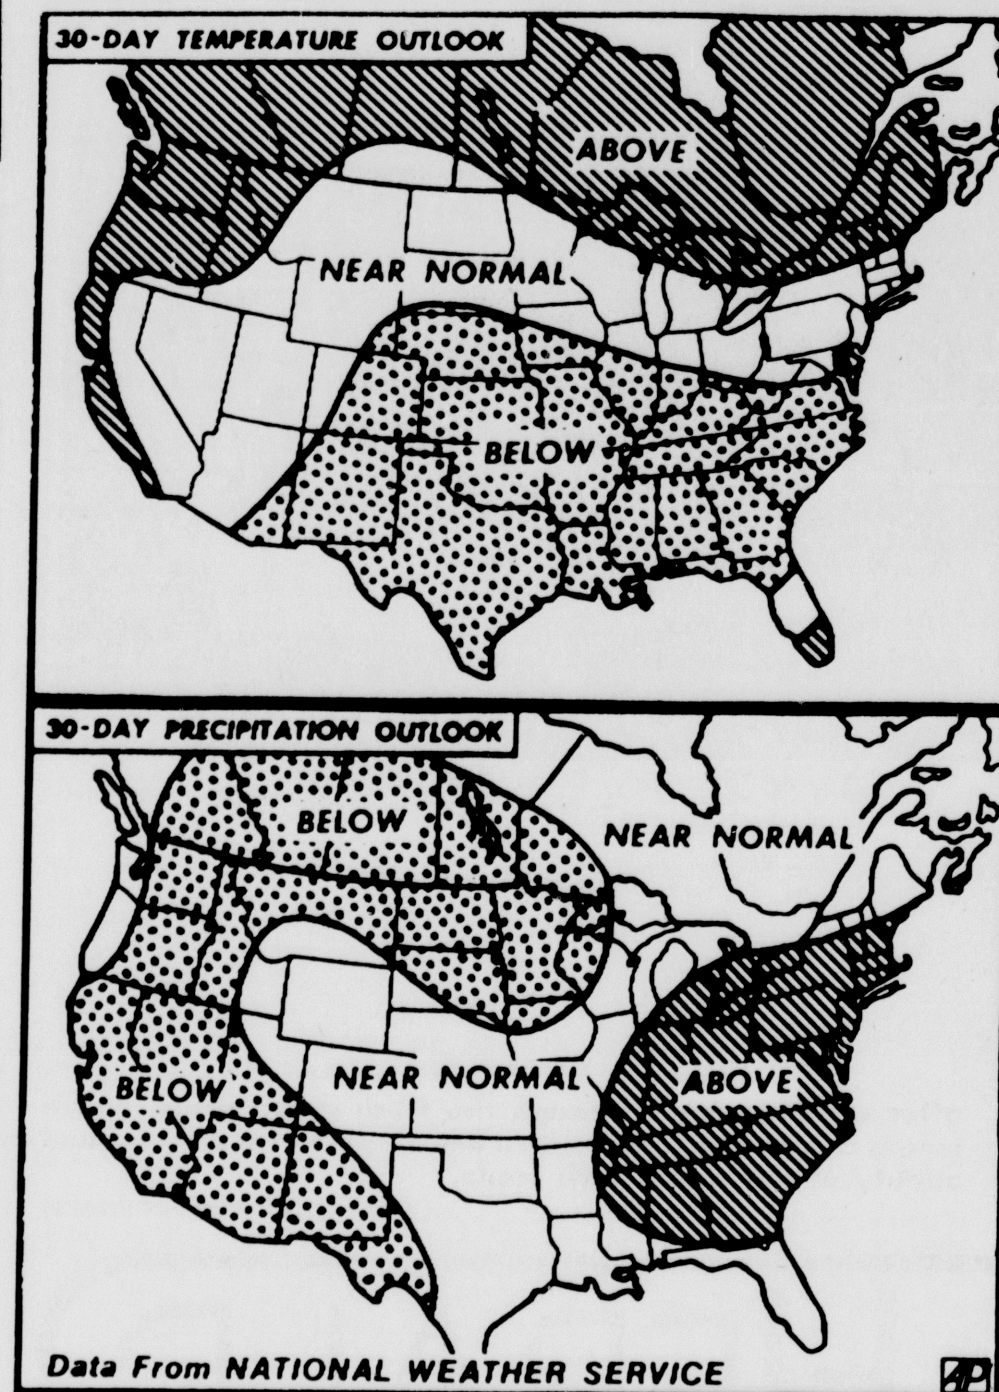 30-DAY TEMPERATURE OUTLOOK
ABOVE
NEAR NORMAL
BELOW
30-DAY PRECIPITATION OUTLOOK
BELOW
NEAR NORMAL
BELOW
NEAR NORMAL
ABOVE
Data From NATIONAL WEATHER SERVICE
AP